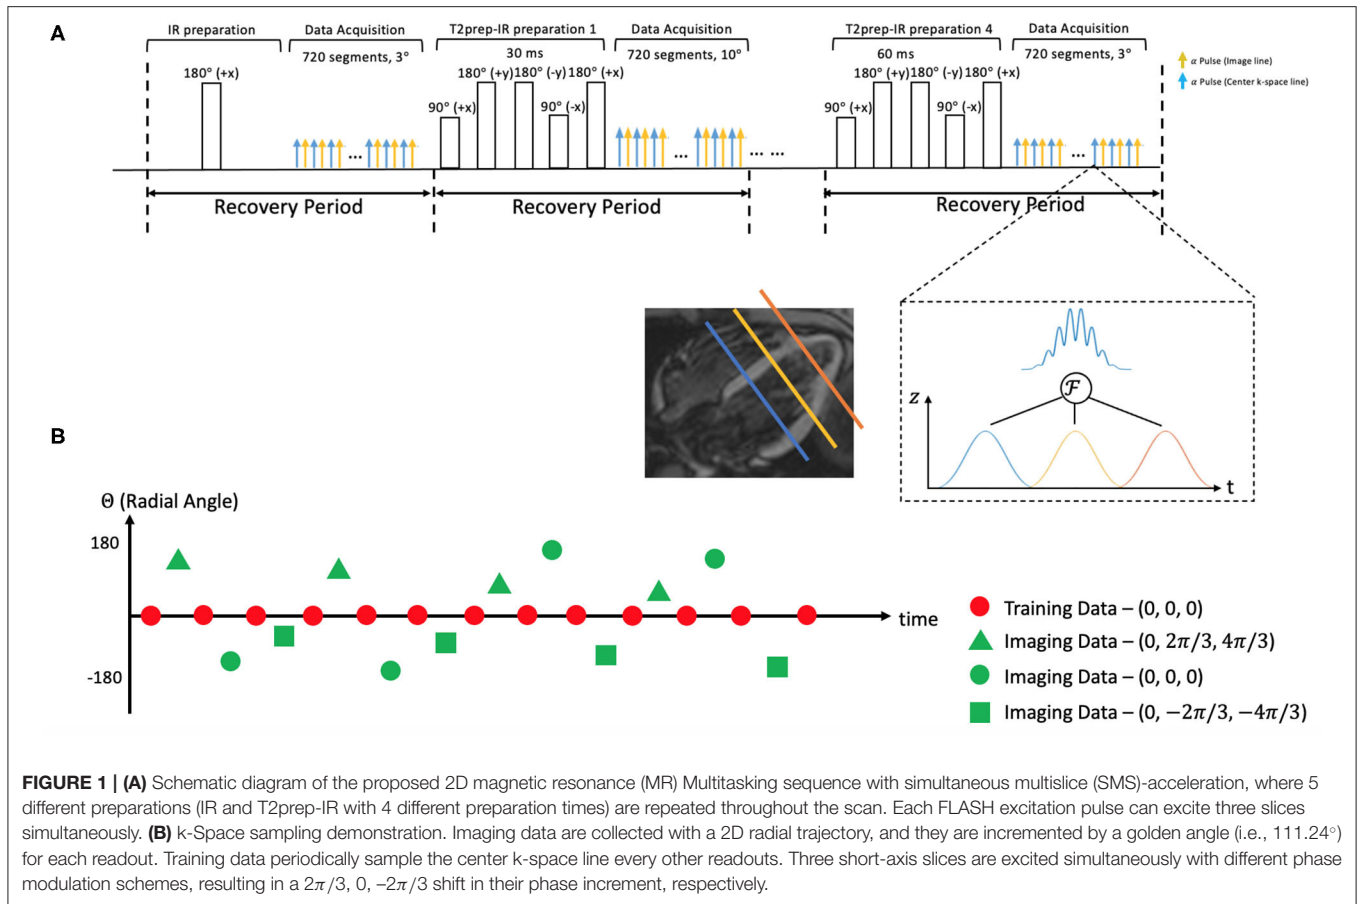 A
IR preparation
Data Acquisition
720 segments, 3°
T2prep-IR preparation 1
30 ms
Data Acquisition
720 segments, 10°
T2prep-IR preparation 4
60 ms
Data Acquisition
720 segments, 3°
α Pulse (Image line)
α Pulse (Center k-space line)
180° (+x)
180° (+y) 180° (-y) 180° (+x)
90° (+x)
90° (-x)
... ... ... ...
180° (+y) 180° (-y) 180° (+x)
90° (+x)
90° (-x)
...
Recovery Period
Recovery Period
Recovery Period
ℱ
z
t
B
Θ (Radial Angle)
180
-180
time
Training Data – (0, 0, 0)
Imaging Data – (0, 2π/3, 4π/3)
Imaging Data – (0, 0, 0)
Imaging Data – (0, −2π/3, −4π/3)
FIGURE 1 | (A) Schematic diagram of the proposed 2D magnetic resonance (MR) Multitasking sequence with simultaneous multislice (SMS)-acceleration, where 5
different preparations (IR and T2prep-IR with 4 different preparation times) are repeated throughout the scan. Each FLASH excitation pulse can excite three slices
simultaneously. (B) k-Space sampling demonstration. Imaging data are collected with a 2D radial trajectory, and they are incremented by a golden angle (i.e., 111.24°)
for each readout. Training data periodically sample the center k-space line every other readouts. Three short-axis slices are excited simultaneously with different phase
modulation schemes, resulting in a 2π/3, 0, –2π/3 shift in their phase increment, respectively.